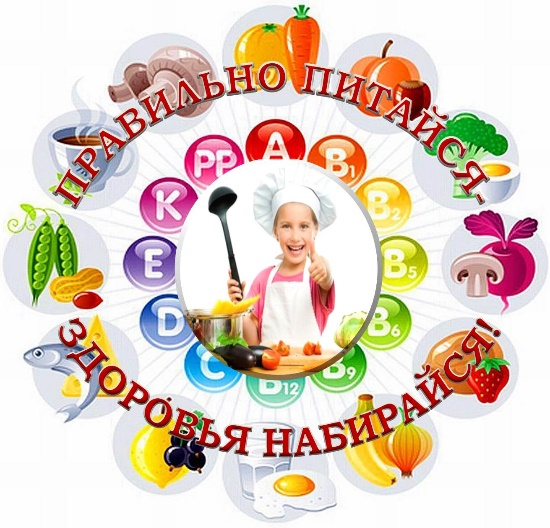 ПРАВИЛЬНО ПИТАЙСЯ-
ЗДОРОВЬЯ НАБИРАЙСЯ!
A
B1
B2
B5
B6
B9
B12
C
D
E
K
PP